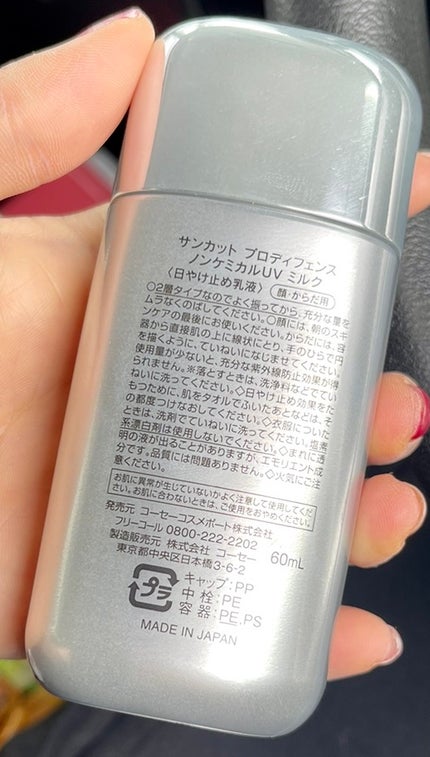 サンカット プロディフェンス
ノンケミカルUV ミルク
〈日やけ止め乳液〉 顔・からだ用
○2層タイプなのでよく振ってから、充分な量を
ムラなくのばしてください。○顔には、朝のスキ
ンケアの最後にお使いください。からだには、容
器から直接肌の上に線状にとり、手のひらで円
を描くように、ていねいになじませてください。
使用量が少ないと、充分な紫外線防止効果が得
られません。※落とすときは、洗浄料などでてい
ねいに洗ってください。◇日やけ止め効果をた
もつために、肌をタオルでふいたあとなどは、そ
の都度つけなおしてください。◇衣服についた
ときは、洗剤でていねいに洗ってください。塩素
系漂白剤は使用しないでください。◇まれに透
明の液が出ることがありますが、エモリエント成
分です。品質には問題ありません。◇火気にご注
意ください。
お肌に異常が生じていないかよく注意して使用してくだ
さい。お肌に合わないときは、ご使用をおやめください。
発売元 コーセーコスメポート株式会社
フリーコール 0800-222-2202
製造販売元 株式会社 コーセー
東京都中央区日本橋3-6-2
60mL
プラ
キャップ:PP
中 栓:PE
容 器:PE,PS
MADE IN JAPAN